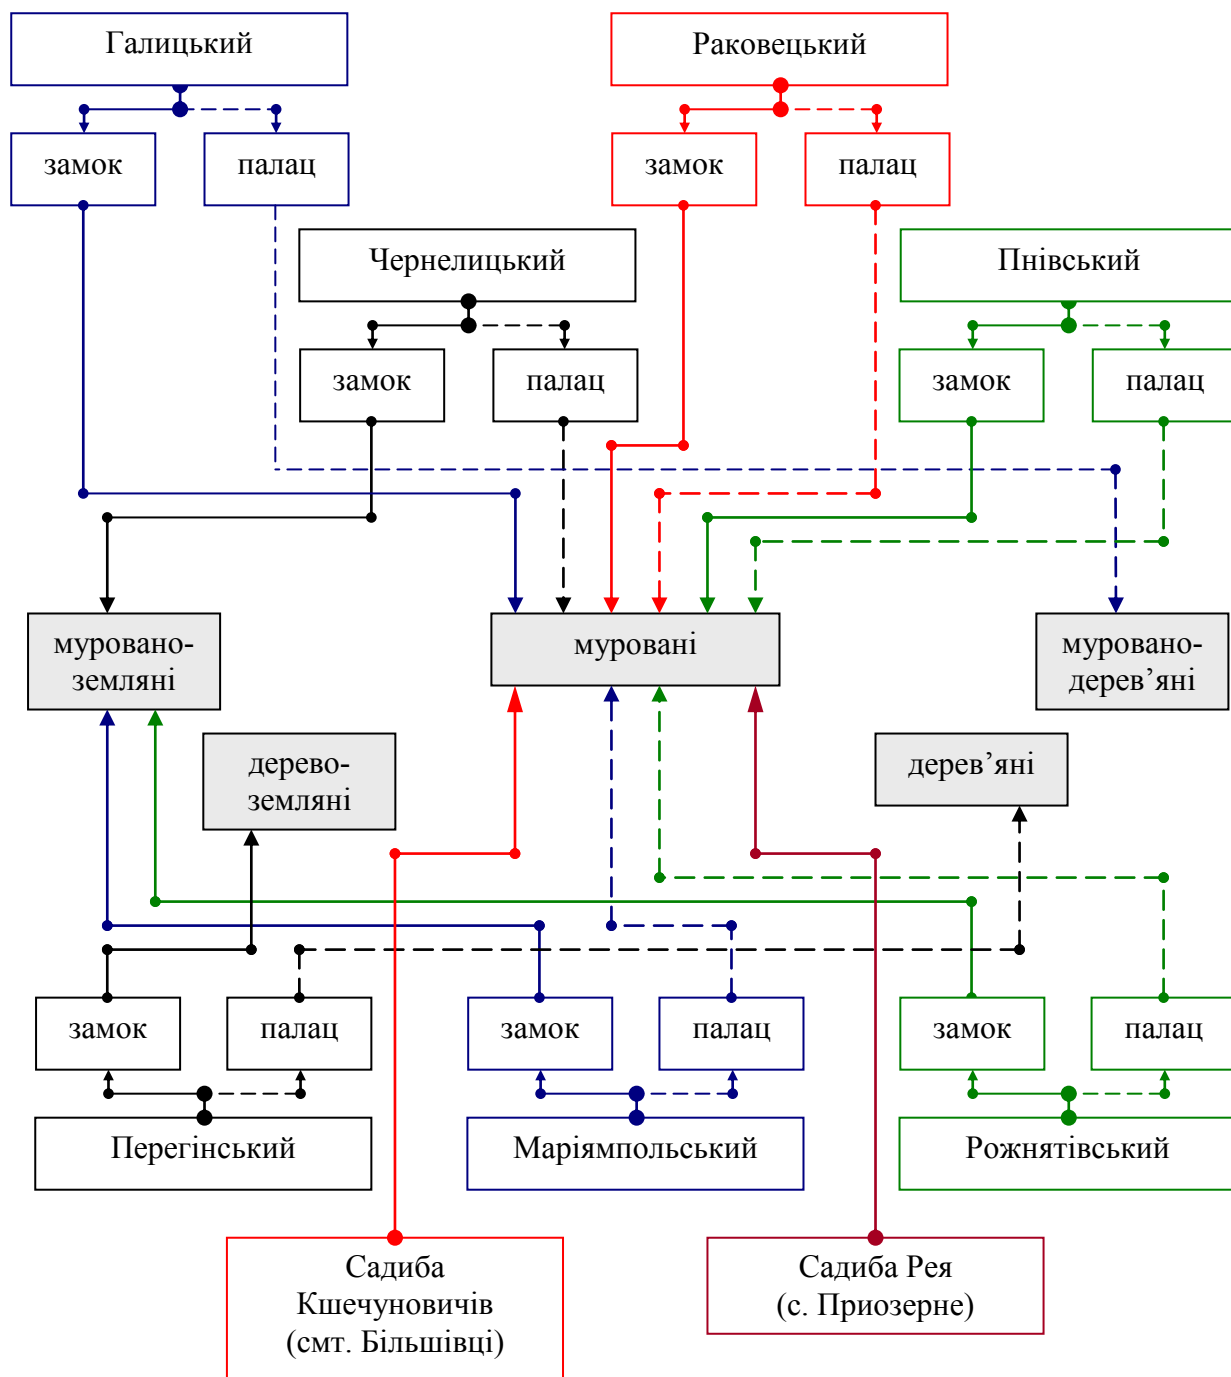 Галицький
Раковецький
замок
палац
замок
палац
Чернелицький
Пнівський
замок
палац
замок
палац
муровано-
земляні
муровані
муровано-
дерев’яні
дерево-
земляні
дерев’яні
замок
палац
замок
палац
замок
палац
Перегінський
Маріямпольський
Рожнятівський
Садиба
Кшечуновичів
(смт. Більшівці)
Садиба Рея
(с. Приозерне)